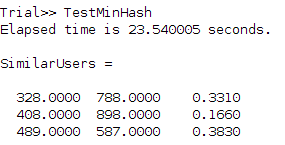 Trial>> TestMinHash
Elapsed time is 23.540005 seconds.
SimilarUsers =
328.0000 788.0000 0.3310
408.0000 898.0000 0.1660
489.0000 587.0000 0.3830